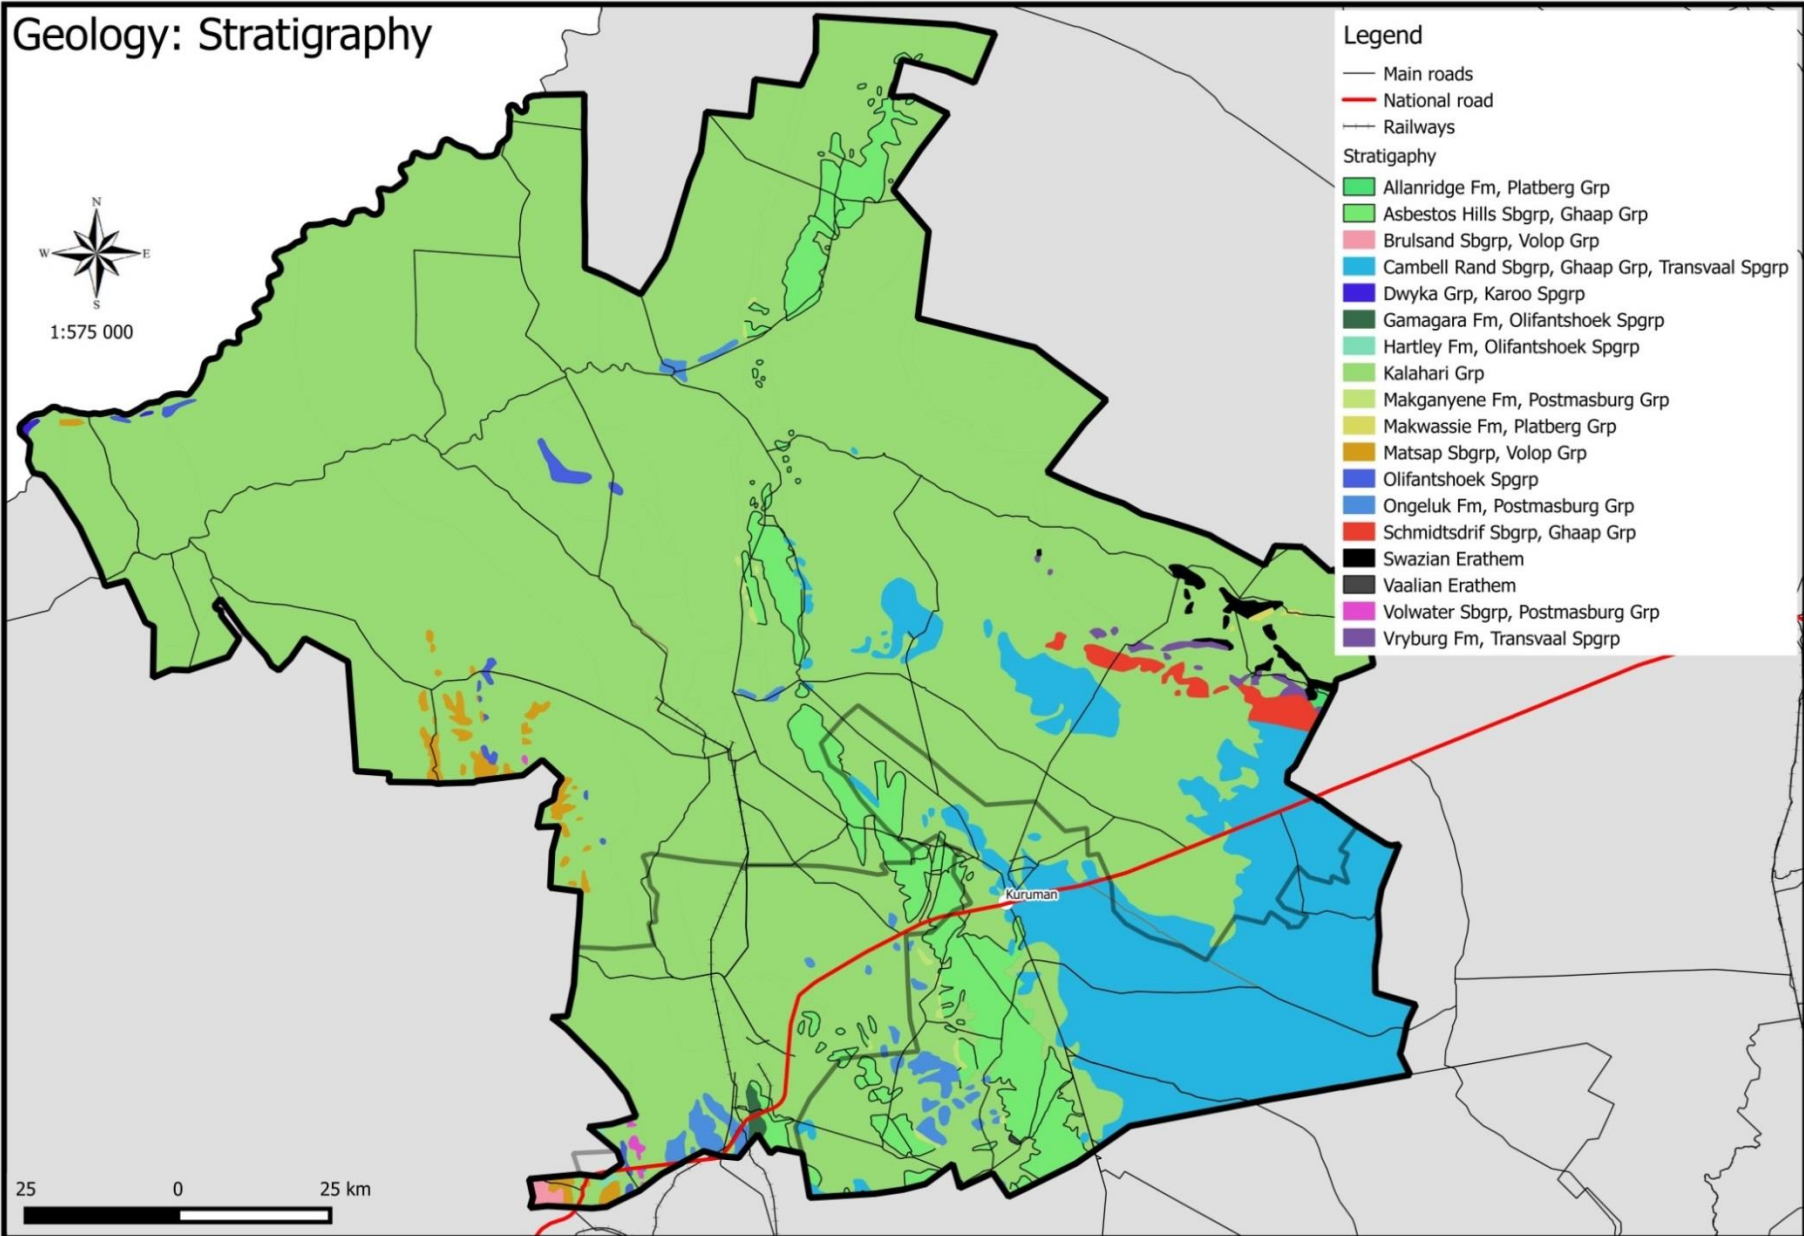 Geology: Stratigraphy
N
W
E
S
1:575 000
Legend
Main roads
National road
Railways
Stratigaphy
Allanridge Fm, Platberg Grp
Asbestos Hills Sbgrp, Ghaap Grp
Brulsand Sbgrp, Volop Grp
Cambell Rand Sbgrp, Ghaap Grp, Transvaal Spgrp
Dwyka Grp, Karoo Spgrp
Gamagara Fm, Olifantshoek Spgrp
Hartley Fm, Olifantshoek Spgrp
Kalahari Grp
Makganyene Fm, Postmasburg Grp
Makwassie Fm, Platberg Grp
Matsap Sbgrp, Volop Grp
Olifantshoek Spgrp
Ongeluk Fm, Postmasburg Grp
Schmidtsdrif Sbgrp, Ghaap Grp
Swazian Erathem
Vaalian Erathem
Volwater Sbgrp, Postmasburg Grp
Vryburg Fm, Transvaal Spgrp
Kuruman
25 0 25 km